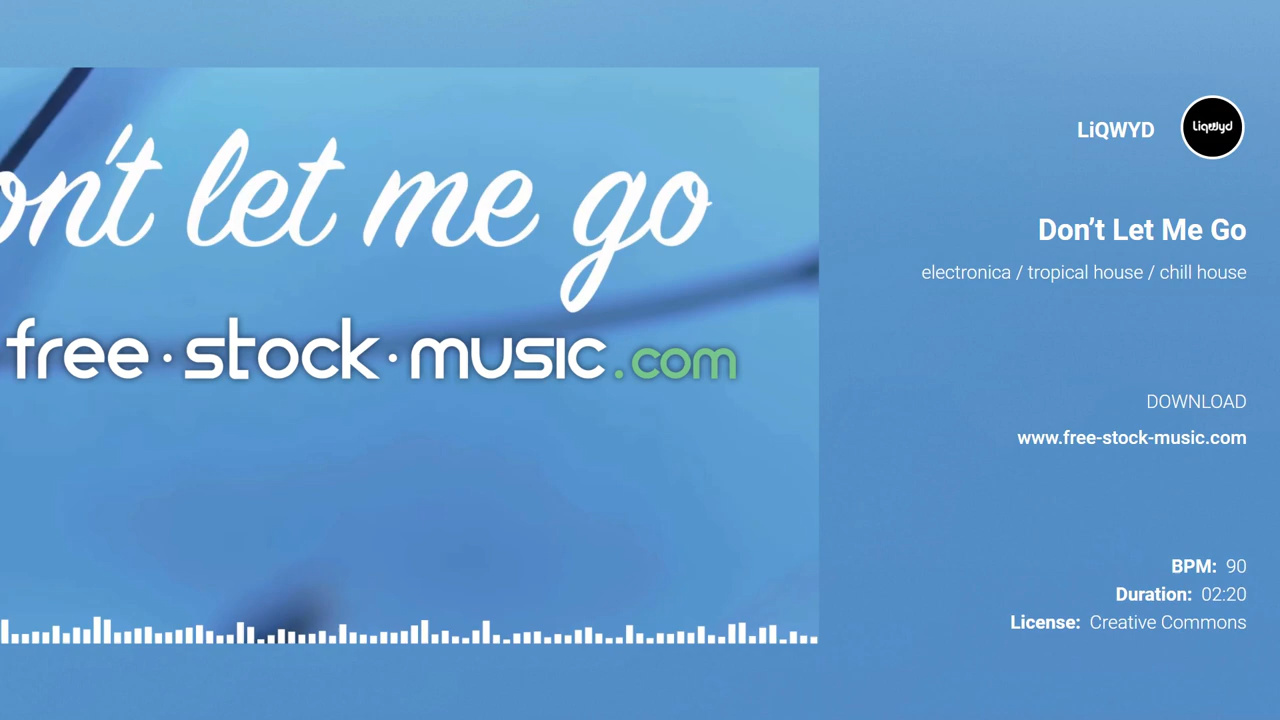 on't let me go
free·stock·music.com
LiQWYD
Liqwyd
Don’t Let Me Go
electronica / tropical house / chill house
DOWNLOAD
www.free-stock-music.com
BPM: 90
Duration: 02:20
License: Creative Commons